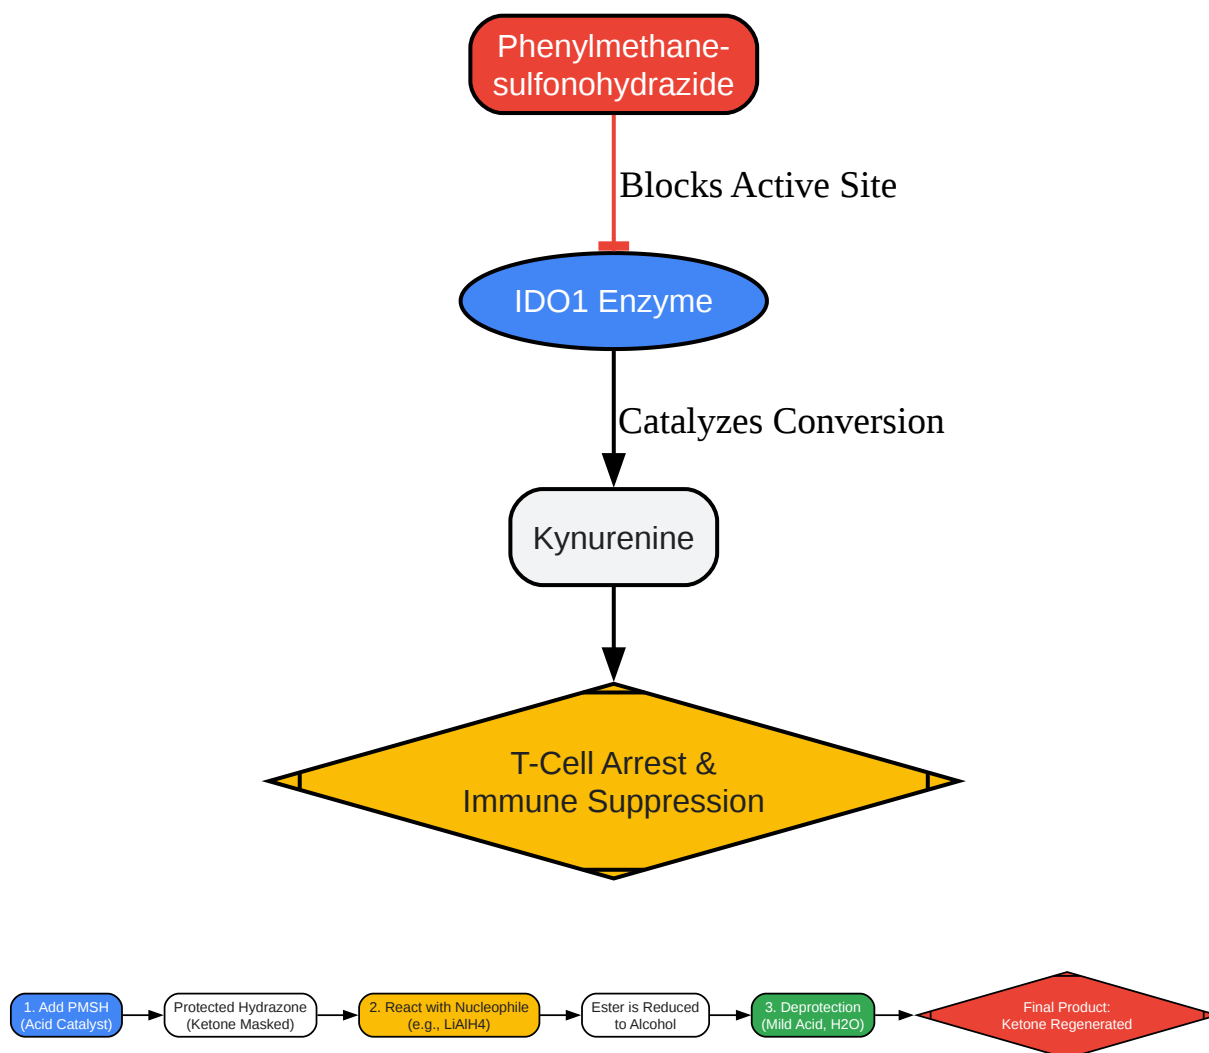 Phenylmethane-
sulfonohydrazide
Blocks Active Site
IDO1 Enzyme
Catalyzes Conversion
Kynurenine
T-Cell Arrest &
Immune Suppression
1. Add PMSH
(Acid Catalyst)
Protected Hydrazone
(Ketone Masked)
2. React with Nucleophile
(e.g., LiAlH4)
Ester is Reduced
to Alcohol
3. Deprotection
(Mild Acid, H2O)
Final Product:
Ketone Regenerated